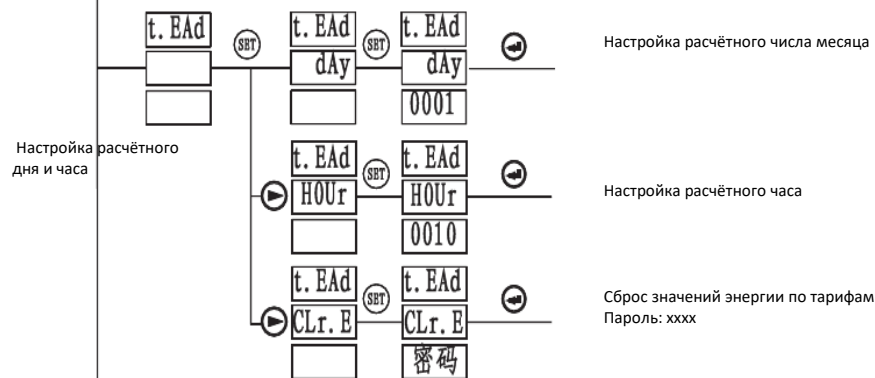 t. EAd
SET
t. EAd
dAy
SET
t. EAd
dAy
0001
Настройка расчётного числа месяца
Настройка расчётного
дня и часа
t. EAd
HOUr
SET
t. EAd
HOUr
0010
Настройка расчётного часа
t. EAd
CLr. E
SET
t. EAd
CLr. E
密码
Сброс значений энергии по тарифам
Пароль: xxxx